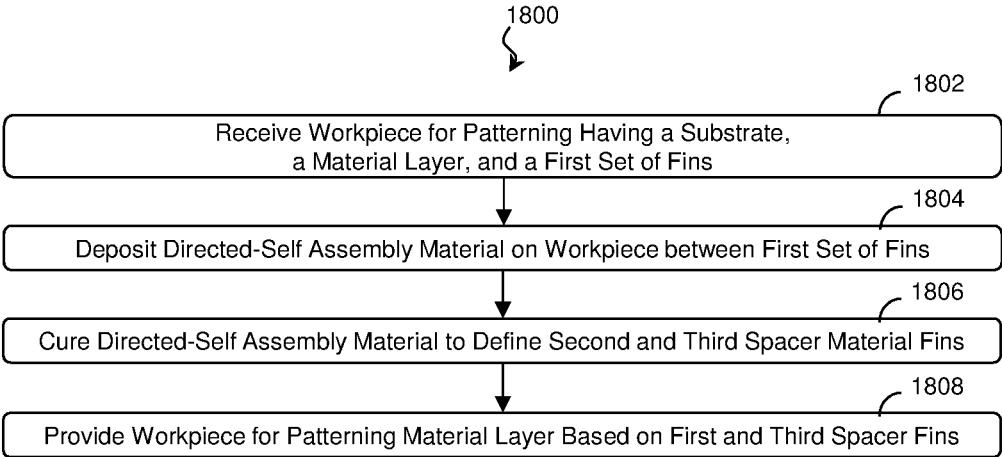 1800
1802
Receive Workpiece for Patterning Having a Substrate,
a Material Layer, and a First Set of Fins
1804
Deposit Directed-Self Assembly Material on Workpiece between First Set of Fins
1806
Cure Directed-Self Assembly Material to Define Second and Third Spacer Material Fins
1808
Provide Workpiece for Patterning Material Layer Based on First and Third Spacer Fins